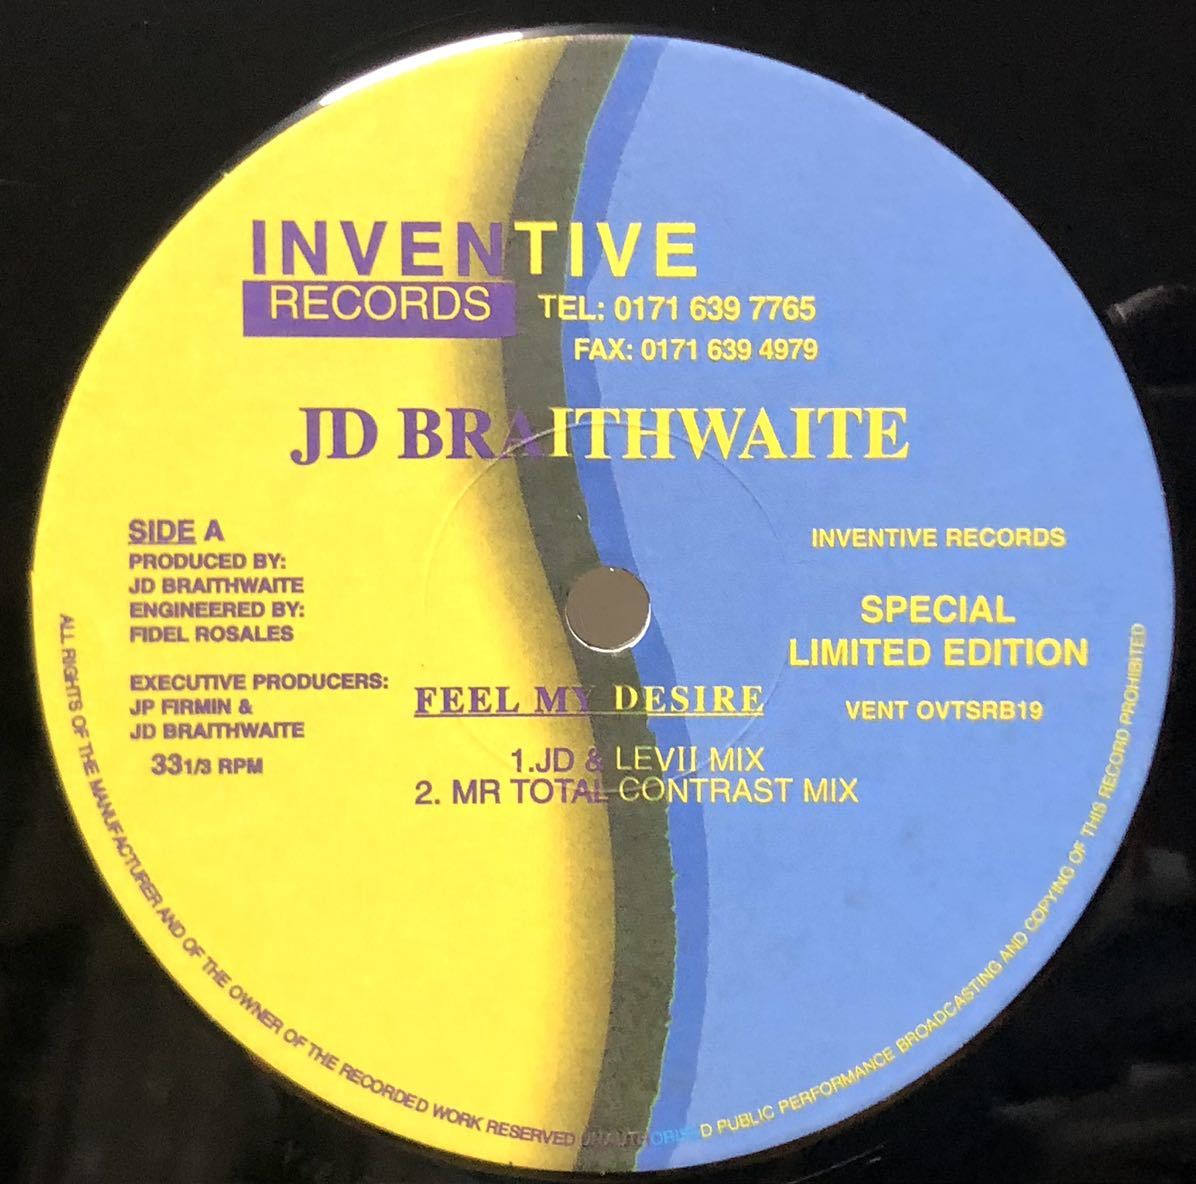 INVENTIVE
RECORDS
TEL: 0171 639 7765
FAX: 0171 639 4979
JD BRAITHWAITE
SIDE A
PRODUCED BY:
JD BRAITHWAITE
ENGINEERED BY:
FIDEL ROSALES
EXECUTIVE PRODUCERS:
JP FIRMIN &
JD BRAITHWAITE
33 1/3 RPM
INVENTIVE RECORDS
SPECIAL
LIMITED EDITION
VENT OVTSRB19
FEEL MY DESIRE
1.JD & LEVII MIX
2. MR TOTAL CONTRAST MIX
ALL RIGHTS OF THE MANUFACTURER AND OF THE OWNER OF THE RECORDED WORK RESERVED UNAUTHORISED PUBLIC PERFORMANCE BROADCASTING AND COPYING OF THIS RECORD PROHIBITED